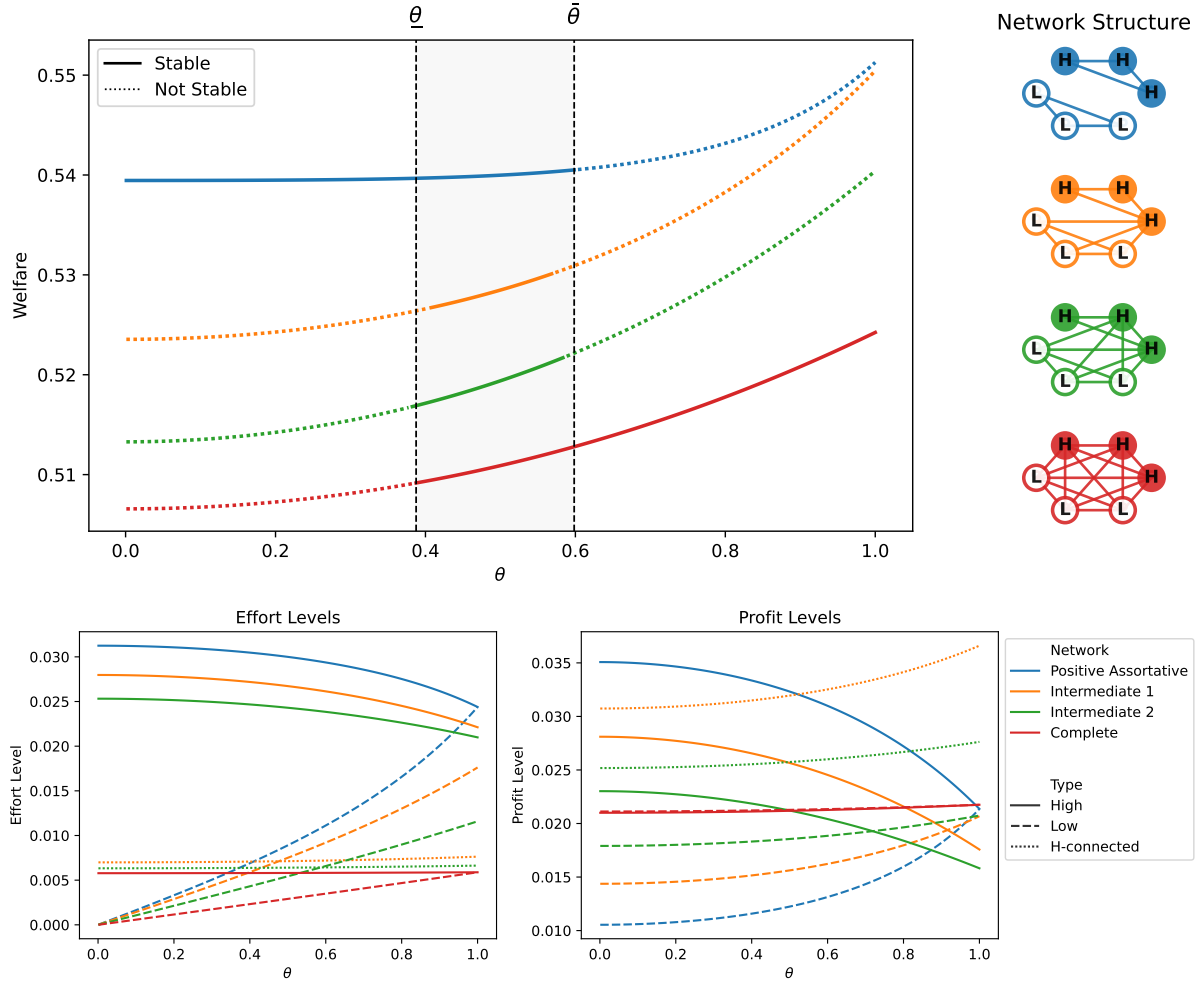 θ θ̄
Network Structure
Stable
Not Stable
0.55
0.54
0.53
0.52
0.51
Welfare
0.0 0.2 0.4 0.6 0.8 1.0
θ
H H
L H
L L
H H
L H
L L
H H
L H
L L
H H
L H
L L
Effort Levels
0.030
0.025
0.020
0.015
0.010
0.005
0.000
Effort Level
0.0 0.2 0.4 0.6 0.8 1.0
θ
Profit Levels
0.035
0.030
0.025
0.020
0.015
0.010
Profit Level
0.0 0.2 0.4 0.6 0.8 1.0
θ
Network
Positive Assortative
Intermediate 1
Intermediate 2
Complete
Type
High
Low
H-connected